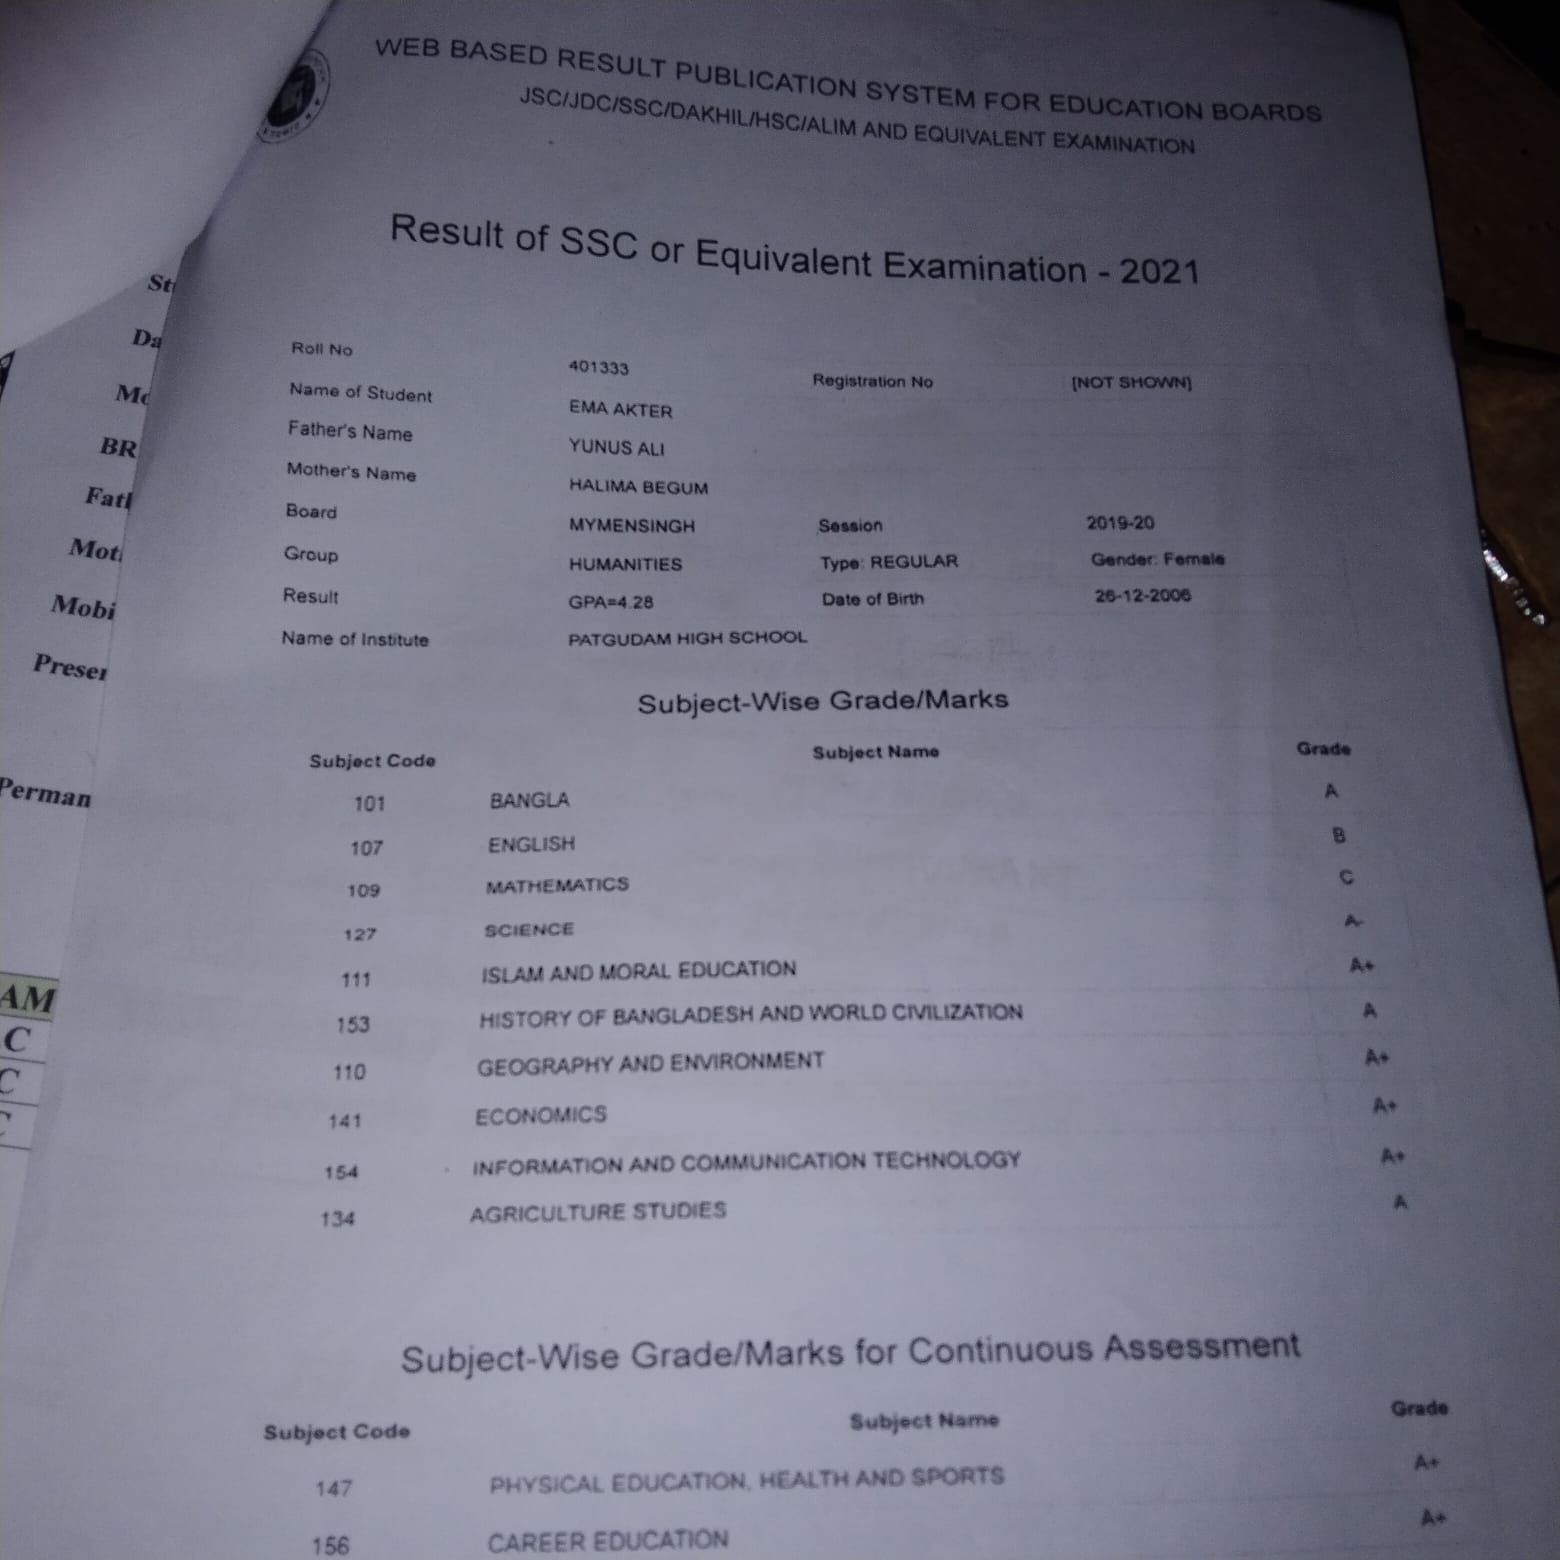 WEB BASED RESULT PUBLICATION SYSTEM FOR EDUCATION BOARDS
JSC/JDC/SSC/DAKHIL/HSC/ALIM AND EQUIVALENT EXAMINATION
Result of SSC or Equivalent Examination - 2021
Roll No 401333 Registration No [NOT SHOWN]
Name of Student EMA AKTER
Father's Name YUNUS ALI
Mother's Name HALIMA BEGUM
Board MYMENSINGH Session 2019-20
Group HUMANITIES Type: REGULAR Gender: Female
Result GPA=4.28 Date of Birth 26-12-2006
Name of Institute PATGUDAM HIGH SCHOOL
Subject-Wise Grade/Marks
Subject Code Subject Name Grade
101 BANGLA A
107 ENGLISH B
109 MATHEMATICS C
127 SCIENCE A-
111 ISLAM AND MORAL EDUCATION A+
153 HISTORY OF BANGLADESH AND WORLD CIVILIZATION A
110 GEOGRAPHY AND ENVIRONMENT A+
141 ECONOMICS A+
154 INFORMATION AND COMMUNICATION TECHNOLOGY A+
134 AGRICULTURE STUDIES A
Subject-Wise Grade/Marks for Continuous Assessment
Subject Code Subject Name Grade
147 PHYSICAL EDUCATION, HEALTH AND SPORTS A+
156 CAREER EDUCATION A+
St
Da
Mo
BR
Fath
Mot
Mobi
Preser
Perman
AM
C
C